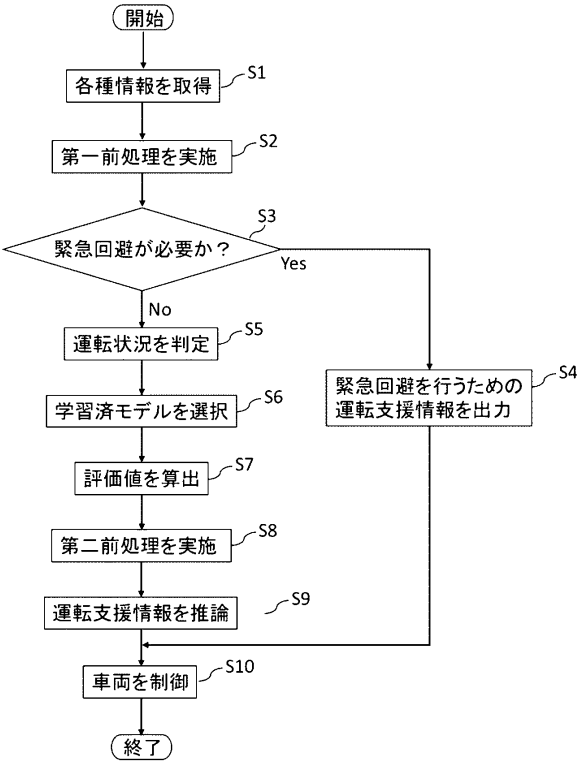 開始
各種情報を取得
S1
第一前処理を実施
S2
緊急回避が必要か？
S3
Yes
No
運転状況を判定
S5
緊急回避を行うための
運転支援情報を出力
S4
学習済モデルを選択
S6
評価値を算出
S7
第二前処理を実施
S8
運転支援情報を推論
S9
車両を制御
S10
終了